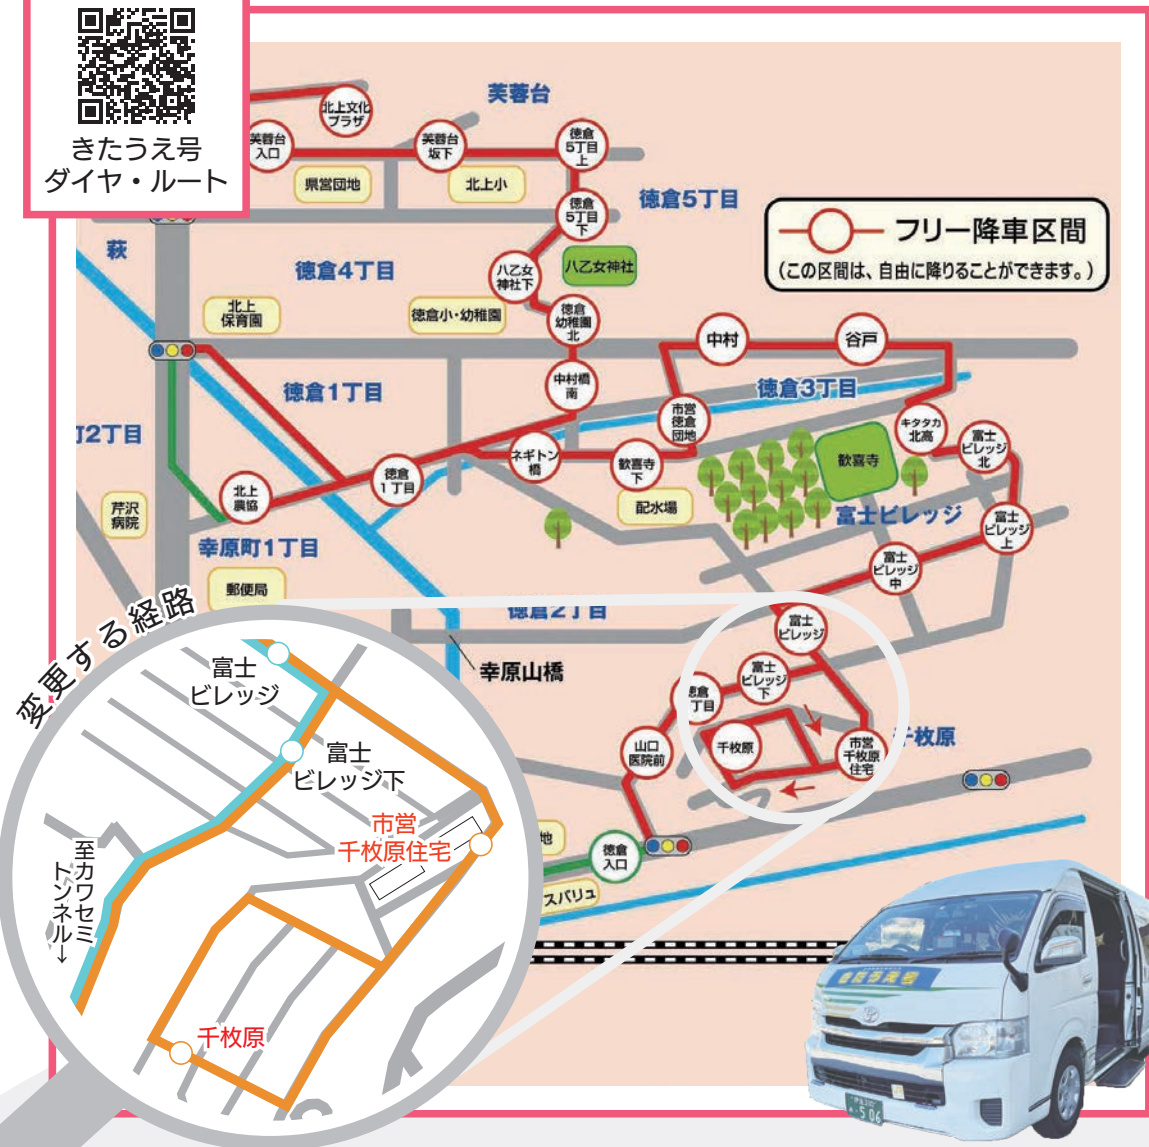 きたうえ号
ダイヤ・ルート
北上文化
プラザ
芙蓉台
芙蓉台
入口
芙蓉台
坂下
徳倉
5丁目
上
県営団地
北上小
徳倉
5丁目
下
徳倉5丁目
フリー降車区間
(この区間は、自由に降りることができます。)
萩
徳倉4丁目
八乙女
神社下
八乙女神社
北上
保育園
徳倉小・幼稚園
徳倉
幼稚園
北
中村
谷戸
徳倉1丁目
中村橋
南
徳倉3丁目
町2丁目
市営
徳倉
団地
キタタカ
北高
富士
ビレッジ
北
ネギトン
橋
歓喜寺
下
歓喜寺
徳倉
1丁目
北上
農協
芹沢
病院
配水場
富士ビレッジ
富士
ビレッジ
上
幸原町1丁目
富士
ビレッジ
中
郵便局
徳倉2丁目
富士
ビレッジ
幸原山橋
富士
ビレッジ
下
徳倉
丁目
千枚原
山口
医院前
千枚原
市営
千枚原
住宅
徳倉
入口
地
スバリュ
変更する経路
富士
ビレッジ
富士
ビレッジ下
市営
千枚原住宅
至カワセミ
トンネル→
千枚原
きたうえ号
・506